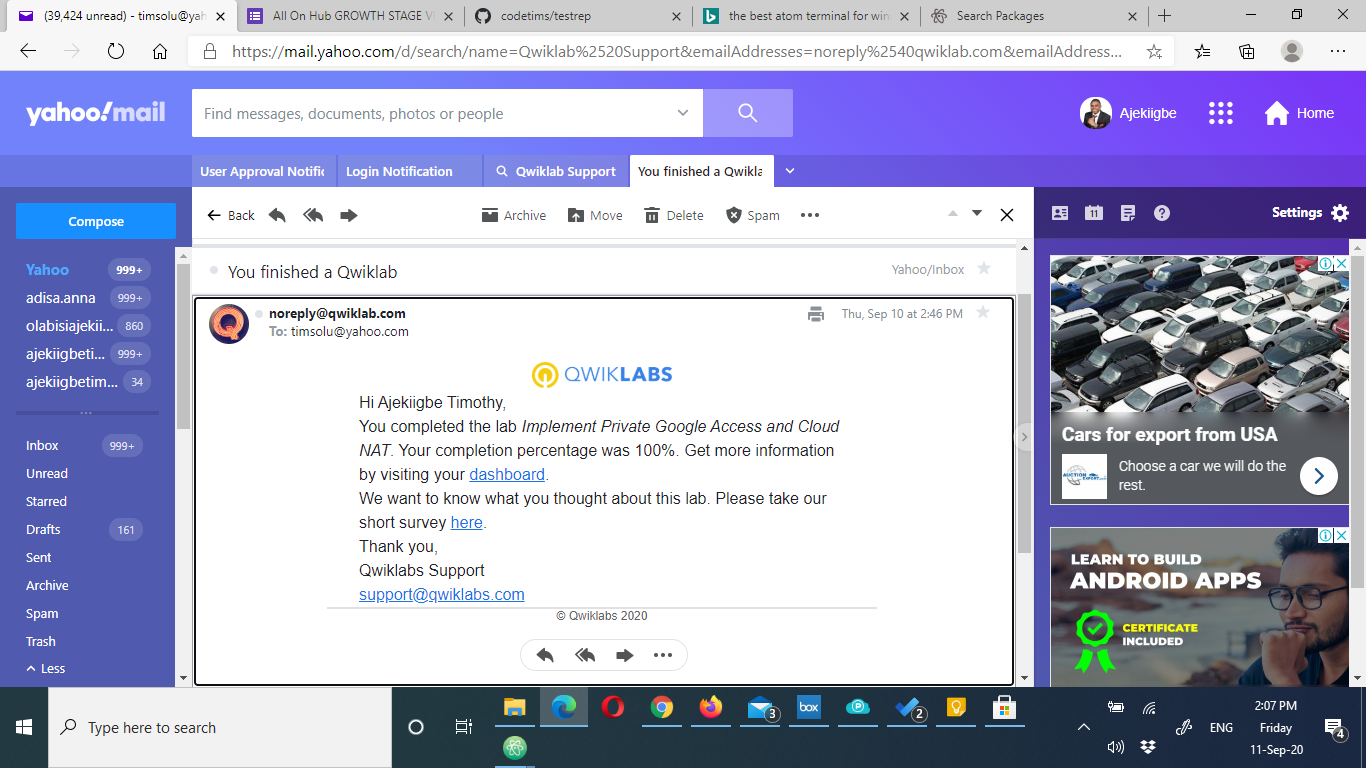 (39,424 unread) - timsolu@yah
All On Hub GROWTH STAGE V
codetims/testrep
the best atom terminal for win
Search Packages
https://mail.yahoo.com/d/search/name=Qwiklab%2520Support&emailAddresses=noreply%2540qwiklab.com&emailAddress...
yahoo!mail
Find messages, documents, photos or people
Ajekiigbe
Home
User Approval Notific
Login Notification
Qwiklab Support
You finished a Qwikla
Compose
Back
Archive
Move
Delete
Spam
11
Settings
Yahoo 999+
adisa.anna 999+
olabisiajekii... 860
ajekiigbeti... 999+
ajekiigbetim... 34
Inbox 999+
Unread
Starred
Drafts 161
Sent
Archive
Spam
Trash
Less
You finished a Qwiklab
Yahoo/Inbox
noreply@qwiklab.com
Thu, Sep 10 at 2:46 PM
To: timsolu@yahoo.com
QWIKLABS
Hi Ajekiigbe Timothy,
You completed the lab Implement Private Google Access and Cloud
NAT. Your completion percentage was 100%. Get more information
by visiting your dashboard.
We want to know what you thought about this lab. Please take our
short survey here.
Thank you,
Qwiklabs Support
support@qwiklabs.com
© Qwiklabs 2020
Cars for export from USA
Choose a car we will do the
rest.
LEARN TO BUILD
ANDROID APPS
CERTIFICATE
INCLUDED
Type here to search
3
box
2
ENG
2:07 PM
Friday
11-Sep-20
4